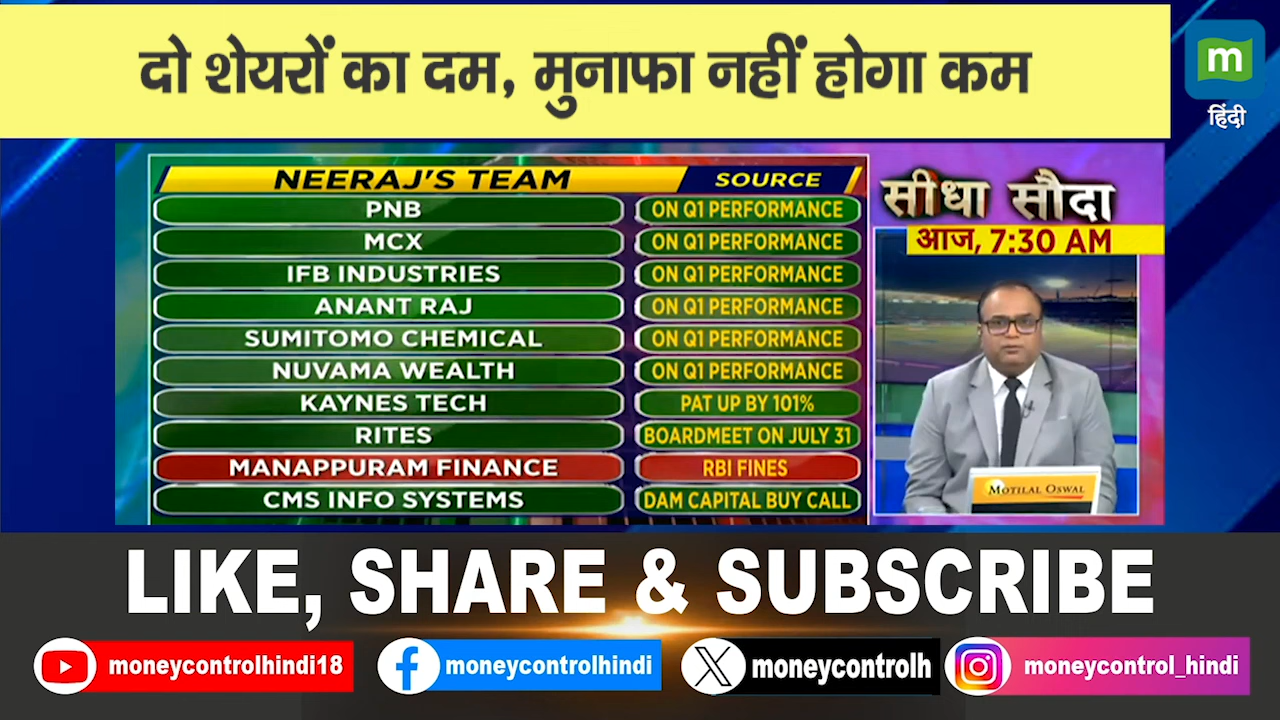 दो शेयरों का दम, मुनाफा नहीं होगा कम
m
हिंदी
NEERAJ'S TEAM SOURCE
PNB ON Q1 PERFORMANCE
MCX ON Q1 PERFORMANCE
IFB INDUSTRIES ON Q1 PERFORMANCE
ANANT RAJ ON Q1 PERFORMANCE
SUMITOMO CHEMICAL ON Q1 PERFORMANCE
NUVAMA WEALTH ON Q1 PERFORMANCE
KAYNES TECH PAT UP BY 101%
RITES BOARDMEET ON JULY 31
MANAPPURAM FINANCE RBI FINES
CMS INFO SYSTEMS DAM CAPITAL BUY CALL
सीधा सौदा
आज, 7:30 AM
MOTILAL OSWAL
LIKE, SHARE & SUBSCRIBE
moneycontrolhindi18
moneycontrolhindi
moneycontrolh
moneycontrol_hindi